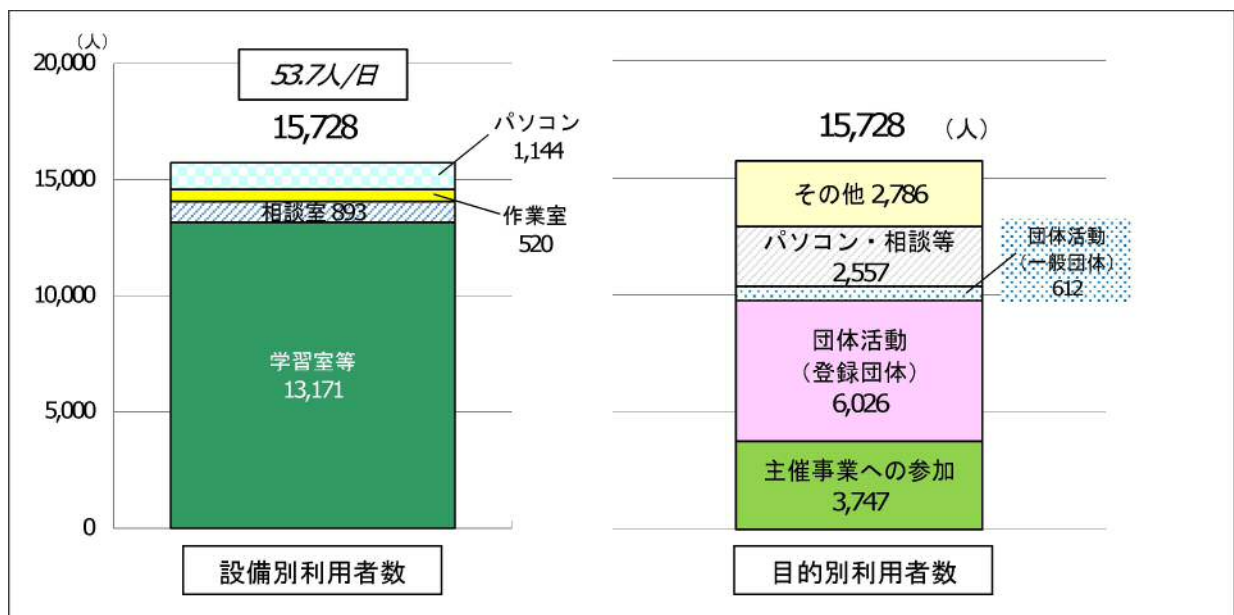 (人)
20,000
15,000
10,000
5,000
0
53.7人/日
15,728
パソコン
1,144
作業室
520
相談室 893
学習室等
13,171
設備別利用者数
15,728 (人)
その他 2,786
パソコン・相談等
2,557
団体活動
(一般団体)
612
団体活動
(登録団体)
6,026
主催事業への参加
3,747
目的別利用者数